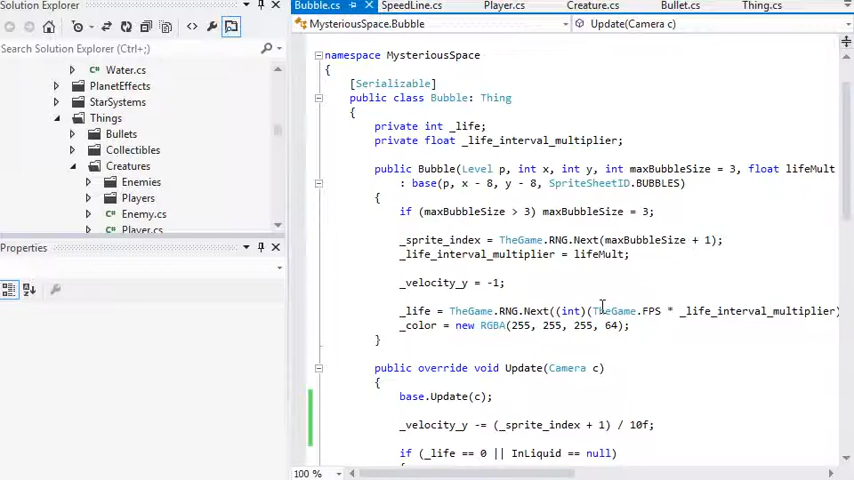 Solution Explorer
Bubble.cs
SpeedLine.cs
Player.cs
Creature.cs
Bullet.cs
Thing.cs
MysteriousSpace.Bubble
Update(Camera c)
Search Solution Explorer
Water.cs
PlanetEffects
StarSystems
Things
Bullets
Collectibles
Creatures
Enemies
Players
Enemy.cs
Player.cs
Properties
namespace MysteriousSpace
{
[Serializable]
public class Bubble: Thing
{
private int _life;
private float _life_interval_multiplier;
public Bubble(Level p, int x, int y, int maxBubbleSize = 3, float lifeMult
: base(p, x - 8, y - 8, SpriteSheetID.BUBBLES)
{
if (maxBubbleSize > 3) maxBubbleSize = 3;
_sprite_index = TheGame.RNG.Next(maxBubbleSize + 1);
_life_interval_multiplier = lifeMult;
_velocity_y = -1;
_life = TheGame.RNG.Next((int)(TheGame.FPS * _life_interval_multiplier)
_color = new RGBA(255, 255, 255, 64);
}
public override void Update(Camera c)
{
base.Update(c);
_velocity_y -= (_sprite_index + 1) / 10f;
if (_life == 0 || InLiquid == null)
100 %